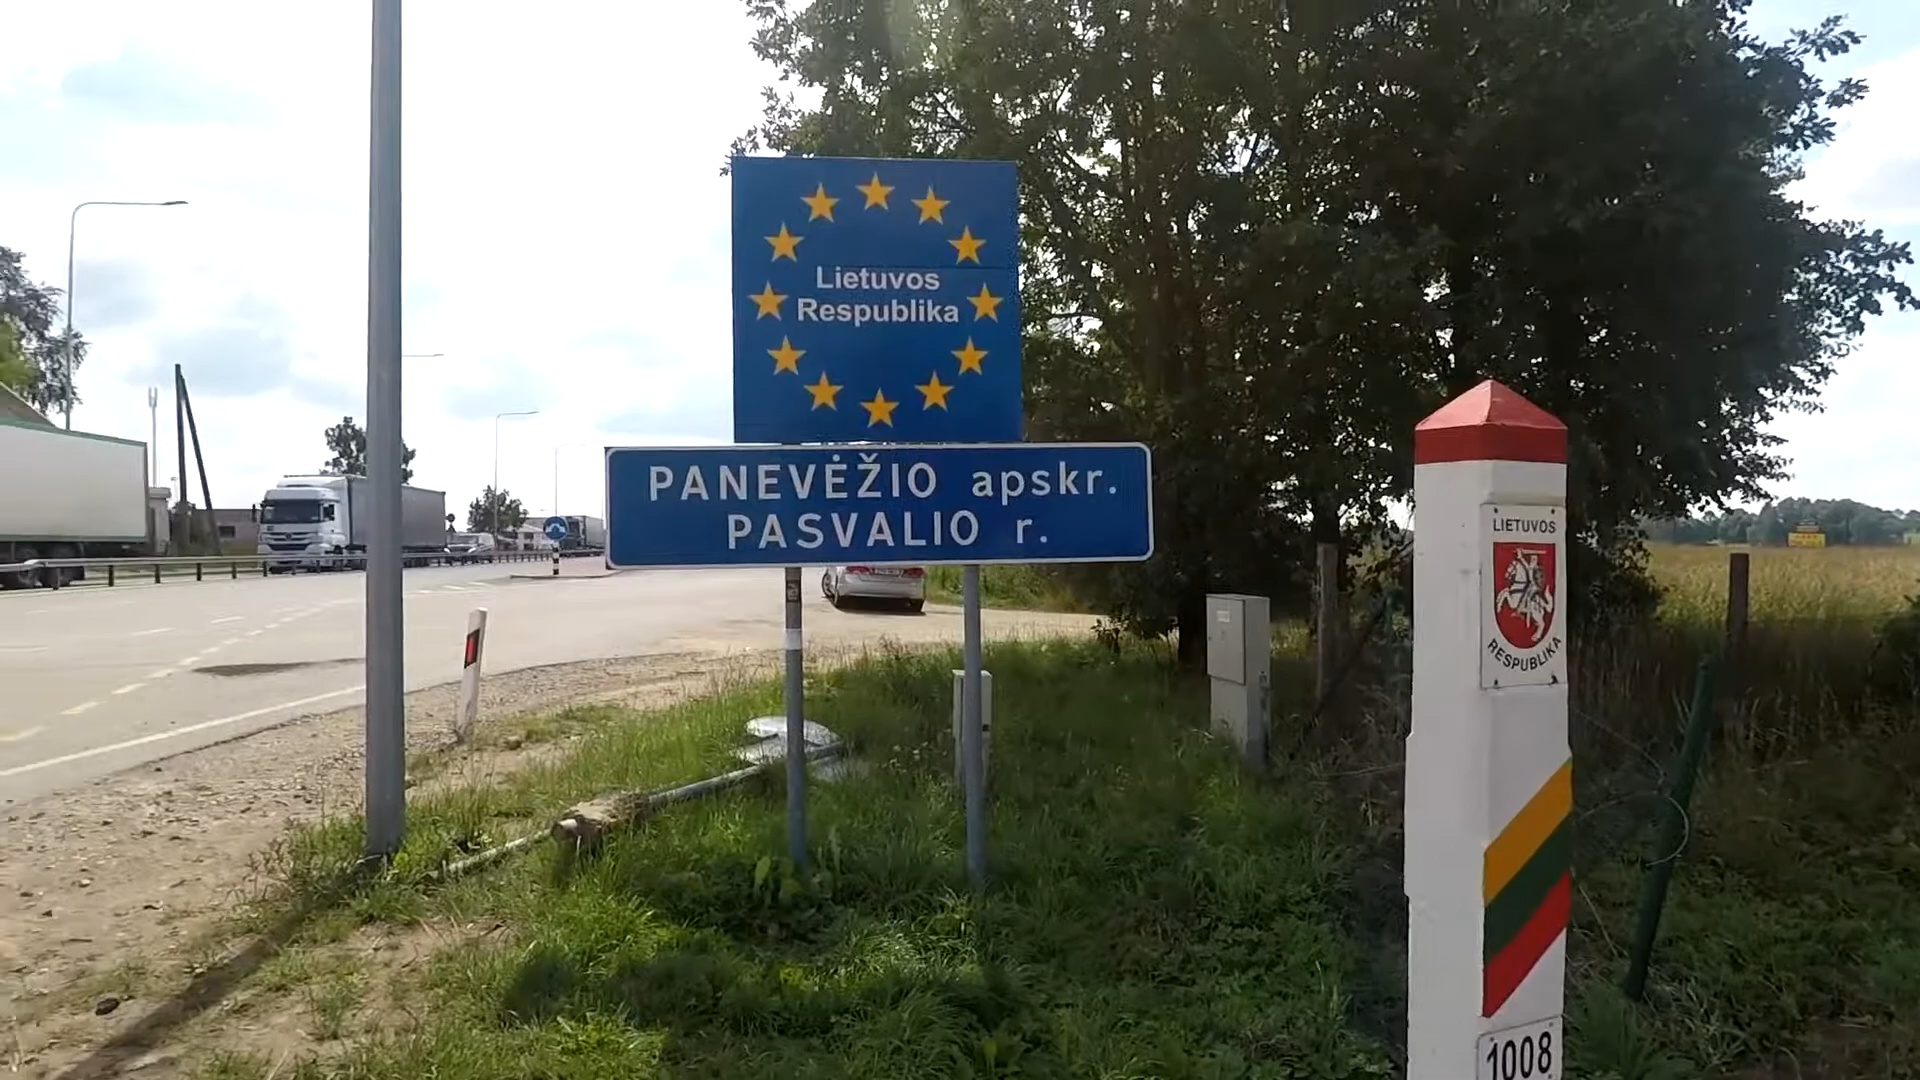 Lietuvos
Respublika
PANEVĖŽIO apskr.
PASVALIO r.
LIETUVOS
RESPUBLIKA
1008